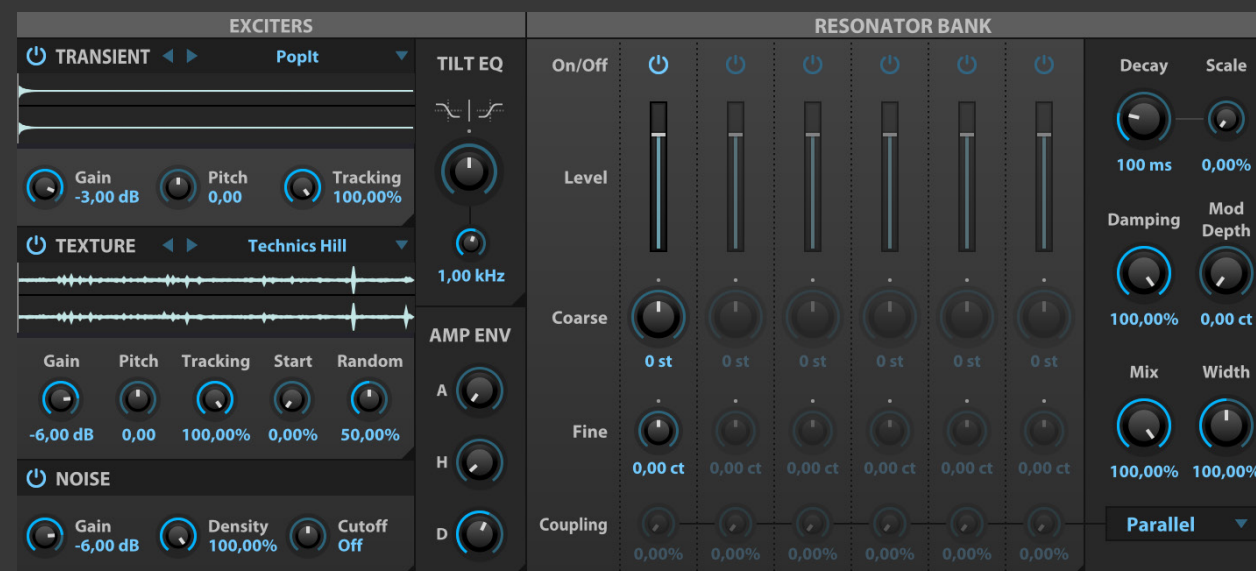 EXCITERS
TRANSIENT
PopIt
Gain
-3,00 dB
Pitch
0,00
Tracking
100,00%
TEXTURE
Technics Hill
Gain Pitch Tracking Start Random
-6,00 dB 0,00 100,00% 0,00% 50,00%
NOISE
Gain
-6,00 dB
Density
100,00%
Cutoff
Off
TILT EQ
1,00 kHz
AMP ENV
A
H
D
RESONATOR BANK
On/Off
Level
Coarse
0 st 0 st 0 st 0 st 0 st 0 st
Fine
0,00 ct 0,00 ct 0,00 ct 0,00 ct 0,00 ct 0,00 ct
Coupling
0,00% 0,00% 0,00% 0,00% 0,00% 0,00%
Decay Scale
100 ms 0,00%
Damping Mod Depth
100,00% 0,00 ct
Mix Width
100,00% 100,00%
Parallel